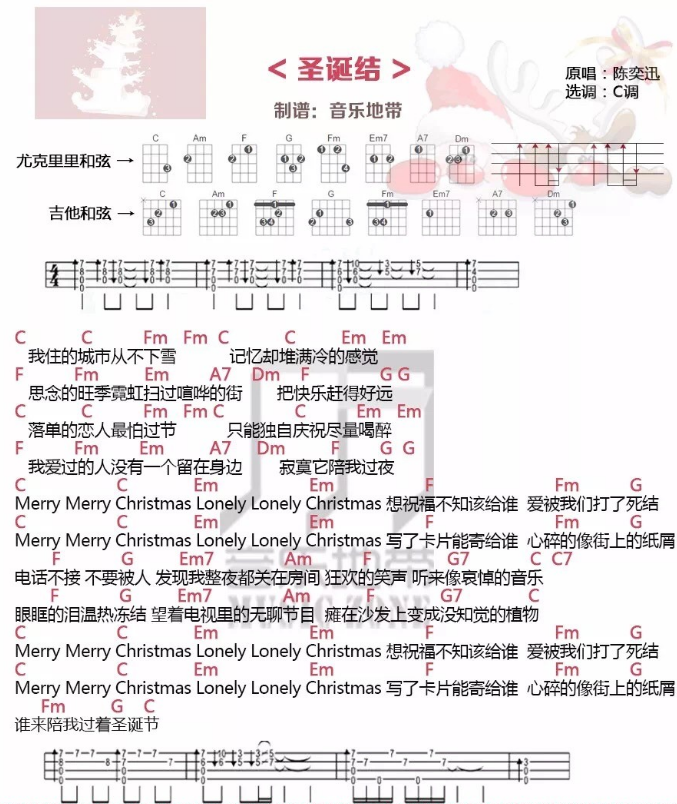 < 圣诞结 >
原唱：陈奕迅
选调：C调
制谱：音乐地带
C Am F G Fm Em7 A7 Dm
尤克里里和弦 →
C Am F G Fm Em7 A7 Dm
吉他和弦 →
C C Fm Fm C C Em Em
我住的城市从不下雪 记忆却堆满冷的感觉
F Fm Em A7 Dm F G G
思念的旺季霓虹扫过喧哗的街 把快乐赶得好远
C C Fm Fm C C Em Em
落单的恋人最怕过节 只能独自庆祝尽量喝醉
F Fm Em A7 Dm F G G
我爱过的人没有一个留在身边 寂寞它陪我过夜
C C Em Em F Fm G
Merry Merry Christmas Lonely Lonely Christmas 想祝福不知该给谁 爱被我们打了死结
C C Em Em F Fm G
Merry Merry Christmas Lonely Lonely Christmas 写了卡片能寄给谁 心碎的像街上的纸屑
F G Em7 Am F G7 C C7
电话不接 不要被人 发现我整夜都关在房间 狂欢的笑声 听来像哀悼的音乐
F G Em7 Am F G7 C
眼眶的泪温热冻结 望着电视里的无聊节目 瘫在沙发上变成没知觉的植物
C C Em Em F Fm G
Merry Merry Christmas Lonely Lonely Christmas 想祝福不知该给谁 爱被我们打了死结
C C Em Em F Fm G
Merry Merry Christmas Lonely Lonely Christmas 写了卡片能寄给谁 心碎的像街上的纸屑
Fm G C
谁来陪我过着圣诞节
音乐地带
MUSIC ZONE